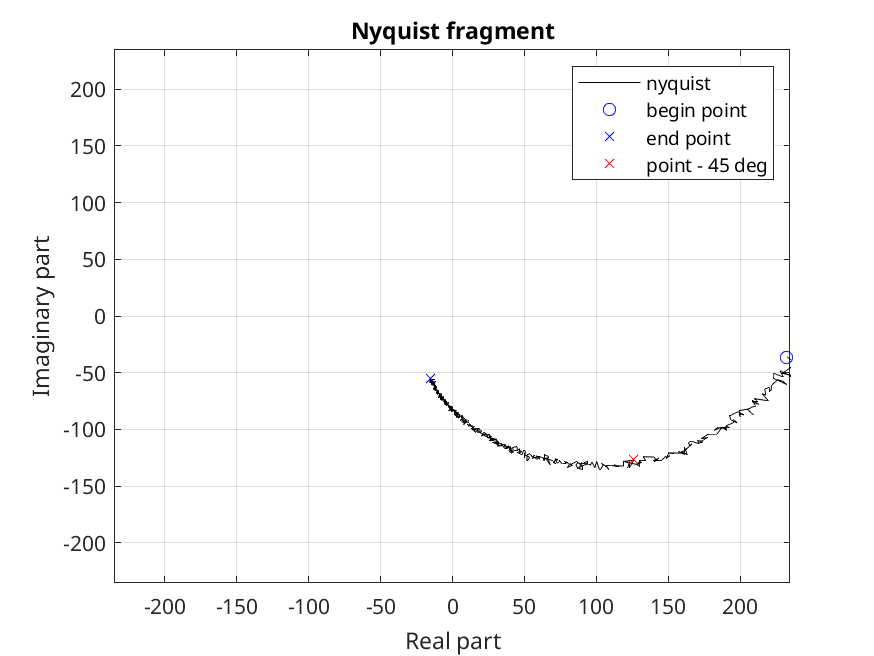 Nyquist fragment
nyquist
begin point
end point
point - 45 deg
200
150
100
50
0
-50
-100
-150
-200
Imaginary part
-200 -150 -100 -50 0 50 100 150 200
Real part